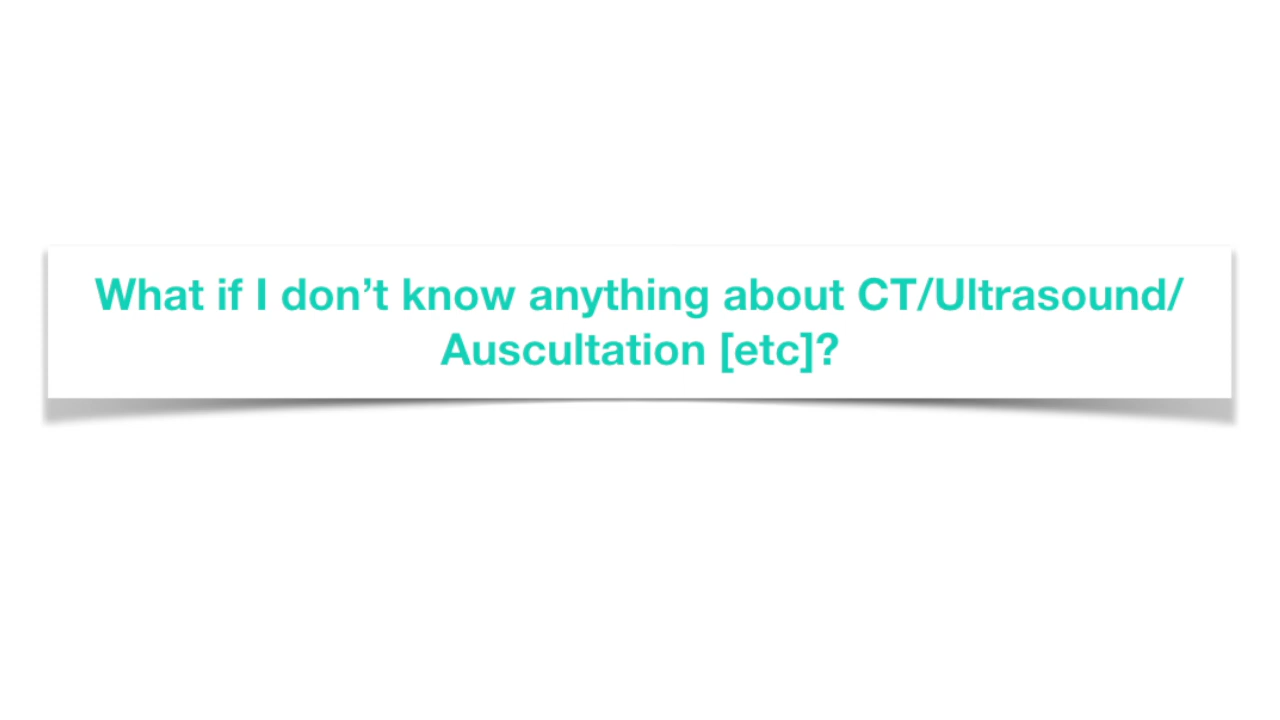 What if I don’t know anything about CT/Ultrasound/
Auscultation [etc]?